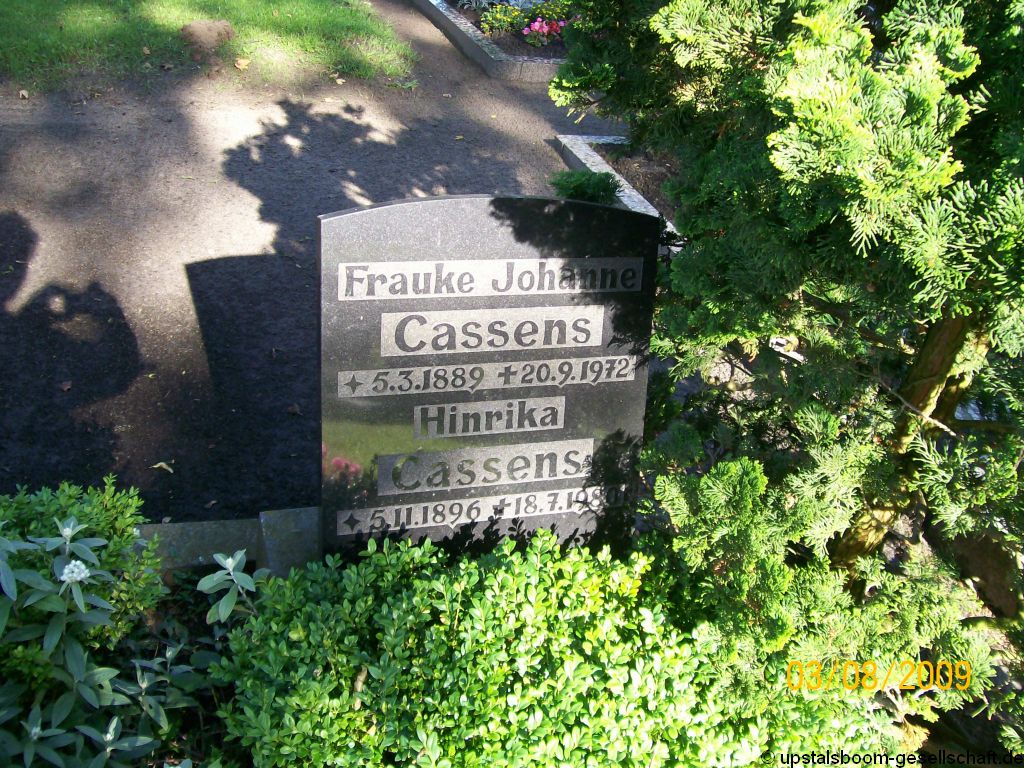 Frauke Johanne
Cassens
✦ 5.3.1889 ✝ 20.9.1972
Hinrika
Cassens
✦ 5.11.1896 ✝ 18.7.1980
03/08/2009
© upstalsboom-gesellschaft.de